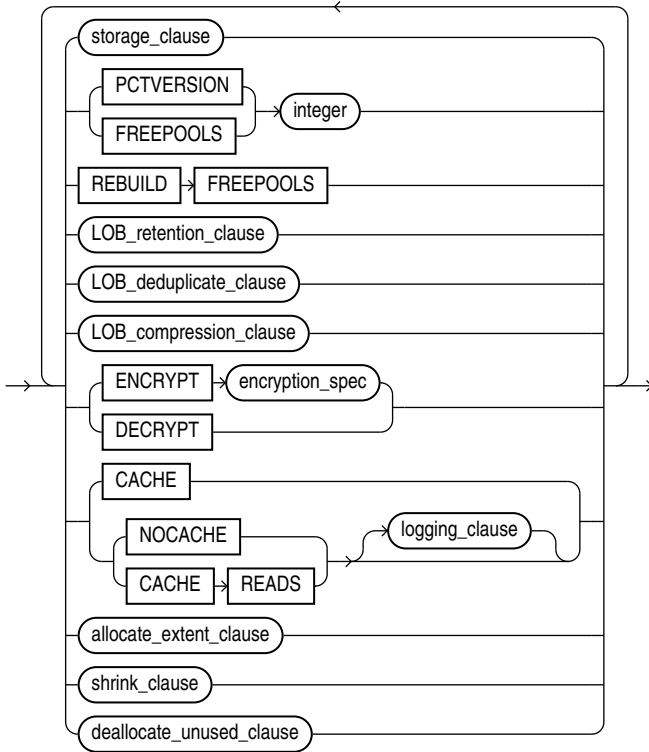 storage_clause
PCTVERSION
integer
FREEPOOLS
REBUILD FREEPOOLS
LOB_retention_clause
LOB_deduplicate_clause
LOB_compression_clause
ENCRYPT encryption_spec
DECRYPT
CACHE
NOCACHE logging_clause
CACHE READS
allocate_extent_clause
shrink_clause
deallocate_unused_clause